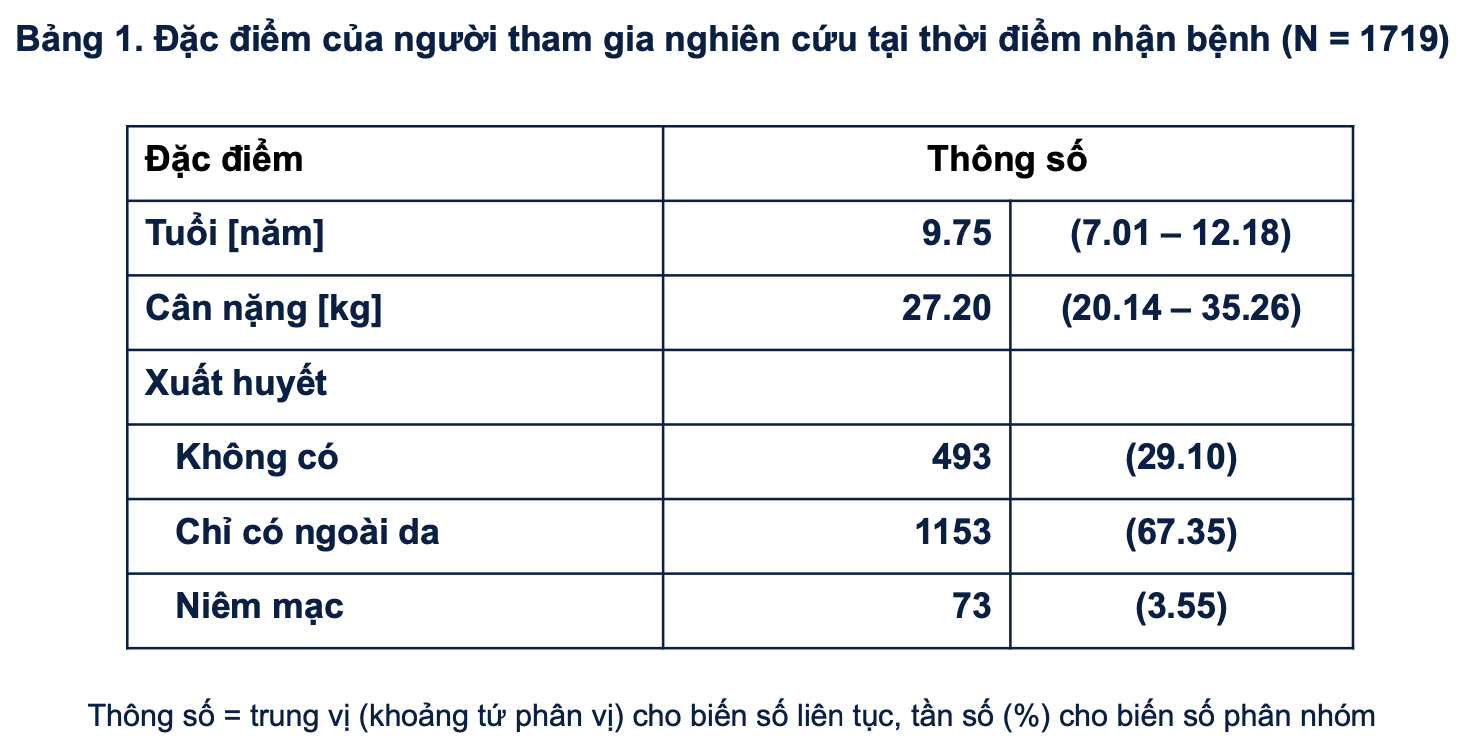 Bảng 1. Đặc điểm của người tham gia nghiên cứu tại thời điểm nhận bệnh (N = 1719)
Đặc điểm Thông số
Tuổi [năm] 9.75 (7.01 – 12.18)
Cân nặng [kg] 27.20 (20.14 – 35.26)
Xuất huyết
Không có 493 (29.10)
Chỉ có ngoài da 1153 (67.35)
Niêm mạc 73 (3.55)
Thông số = trung vị (khoảng tứ phân vị) cho biến số liên tục, tần số (%) cho biến số phân nhóm